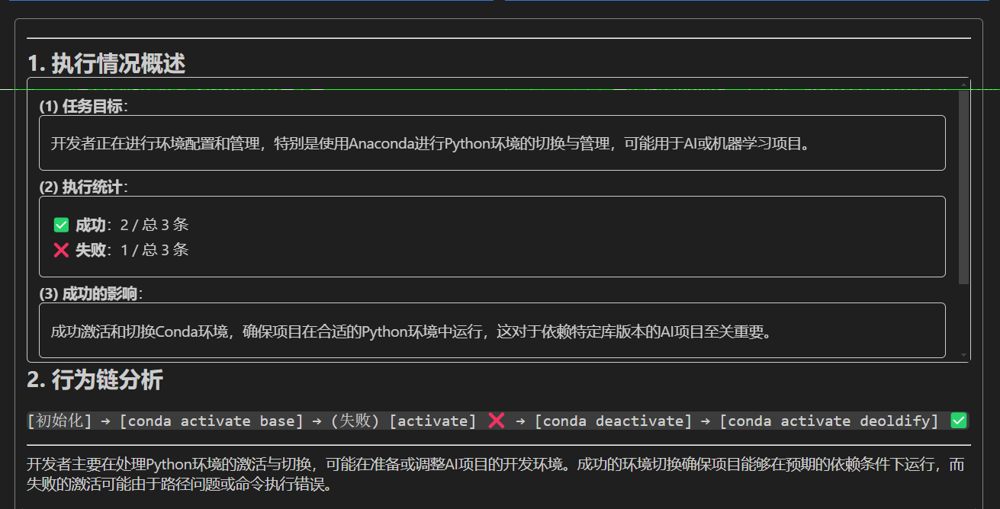 1. 执行情况概述
(1) 任务目标:
开发者正在进行环境配置和管理，特别是使用Anaconda进行Python环境的切换与管理，可能用于AI或机器学习项目。
(2) 执行统计:
✅ 成功: 2 / 总 3 条
❌ 失败: 1 / 总 3 条
(3) 成功的影响:
成功激活和切换Conda环境，确保项目在合适的Python环境中运行，这对于依赖特定库版本的AI项目至关重要。
2. 行为链分析
[初始化] → [conda activate base] → (失败) [activate] ❌ → [conda deactivate] → [conda activate deoldify] ✅
开发者主要在处理Python环境的激活与切换，可能在准备或调整AI项目的开发环境。成功的环境切换确保项目能够在预期的依赖条件下运行，而
失败的激活可能由于路径问题或命令执行错误。